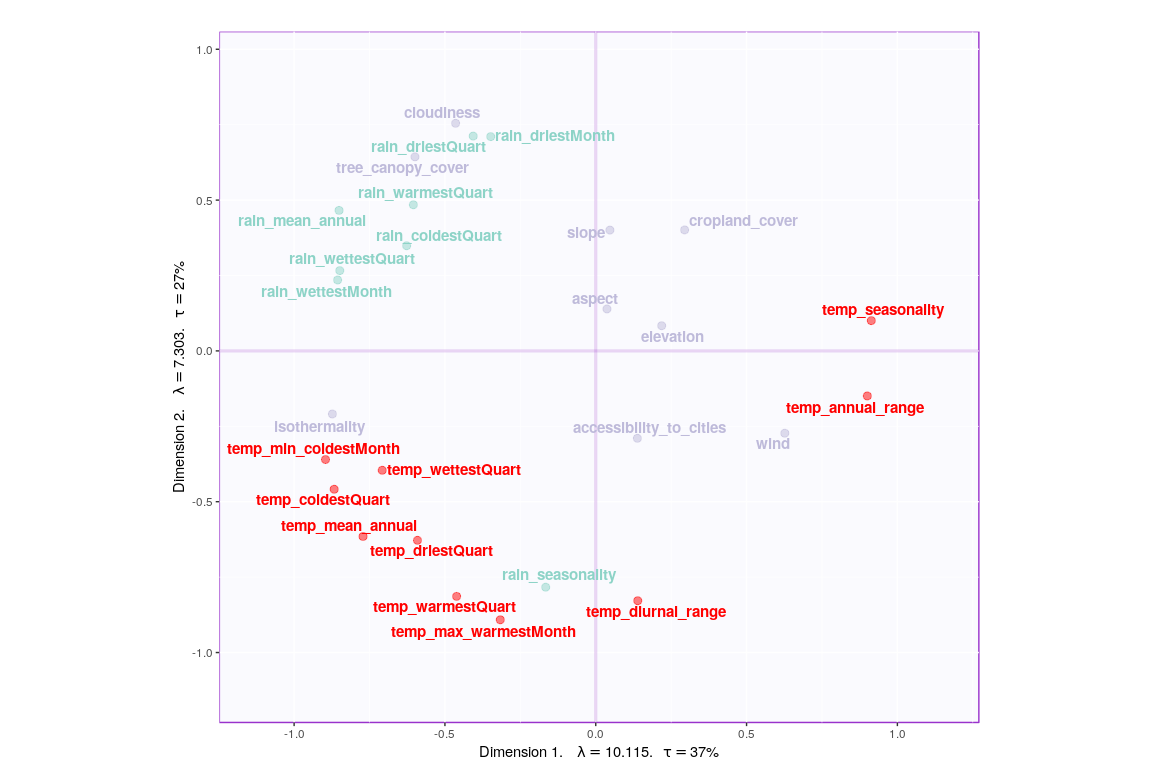 1.0
cloudiness
rain_driestMonth
rain_driestQuart
tree_canopy_cover
rain_warmestQuart
0.5
rain_mean_annual
cropland_cover
slope
rain_coldestQuart
rain_wettestQuart
rain_wettestMonth
aspect
temp_seasonality
elevation
0.0
temp_annual_range
isothermality
accessibility_to_cities
wind
temp_min_coldestMonth
temp_wettestQuart
temp_coldestQuart
-0.5
temp_mean_annual
temp_driestQuart
rain_seasonality
temp_warmestQuart
temp_diurnal_range
temp_max_warmestMonth
-1.0
Dimension 2. λ = 7.303. τ = 27%
-1.0 -0.5 0.0 0.5 1.0
Dimension 1. λ = 10.115. τ = 37%